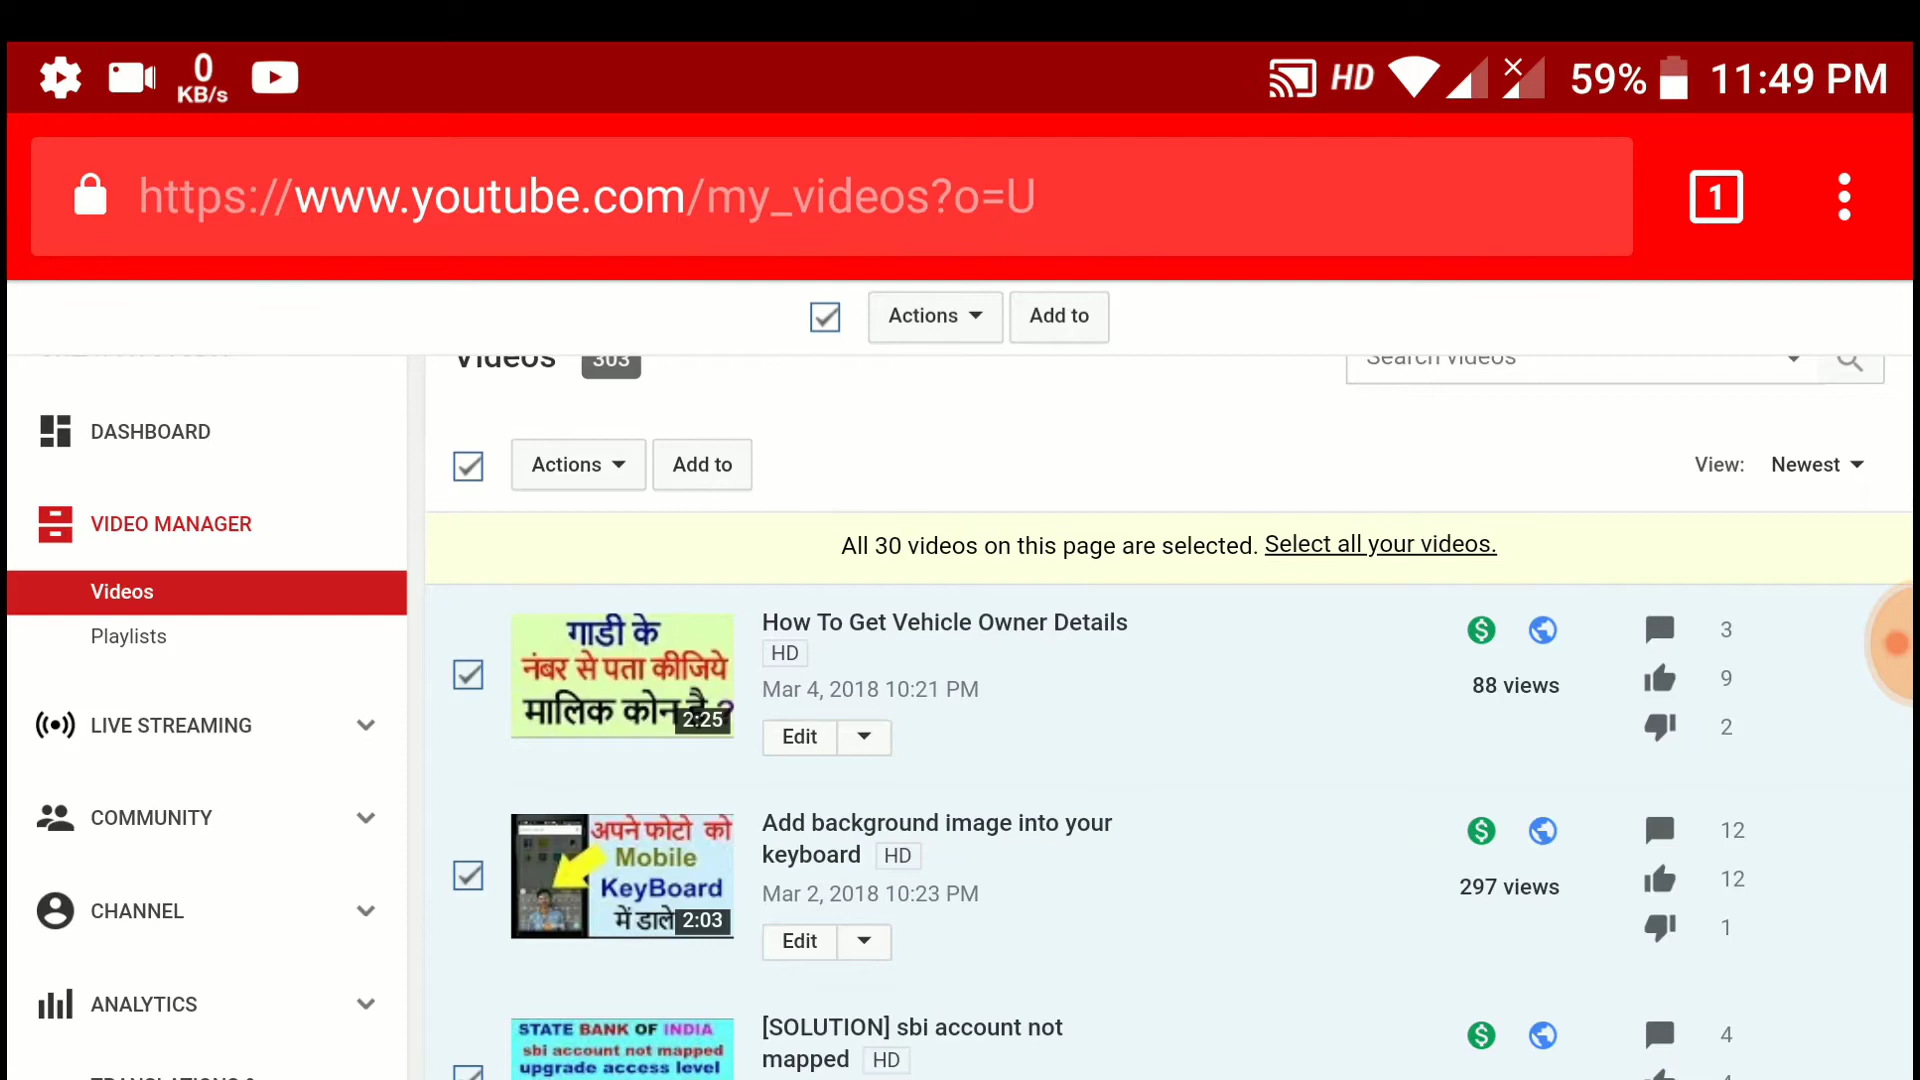 0
KB/s
HD
59%
11:49 PM
https://www.youtube.com/my_videos?o=U
1
Actions
Add to
Videos
303
Search videos
DASHBOARD
Actions
Add to
View:
Newest
VIDEO MANAGER
All 30 videos on this page are selected. Select all your videos.
Videos
Playlists
गाडी के
नंबर से पता कीजिये
मालिक कोन है ?
2:25
How To Get Vehicle Owner Details
HD
Mar 4, 2018 10:21 PM
Edit
88 views
3
9
2
LIVE STREAMING
COMMUNITY
अपने फोटो को
Mobile
KeyBoard
में डाले
2:03
Add background image into your
keyboard HD
Mar 2, 2018 10:23 PM
Edit
297 views
12
12
1
CHANNEL
ANALYTICS
STATE BANK OF INDIA
sbi account not mapped
upgrade access level
[SOLUTION] sbi account not
mapped HD
4